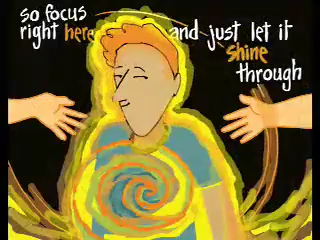 so focus
right here
and just let it
shine
through